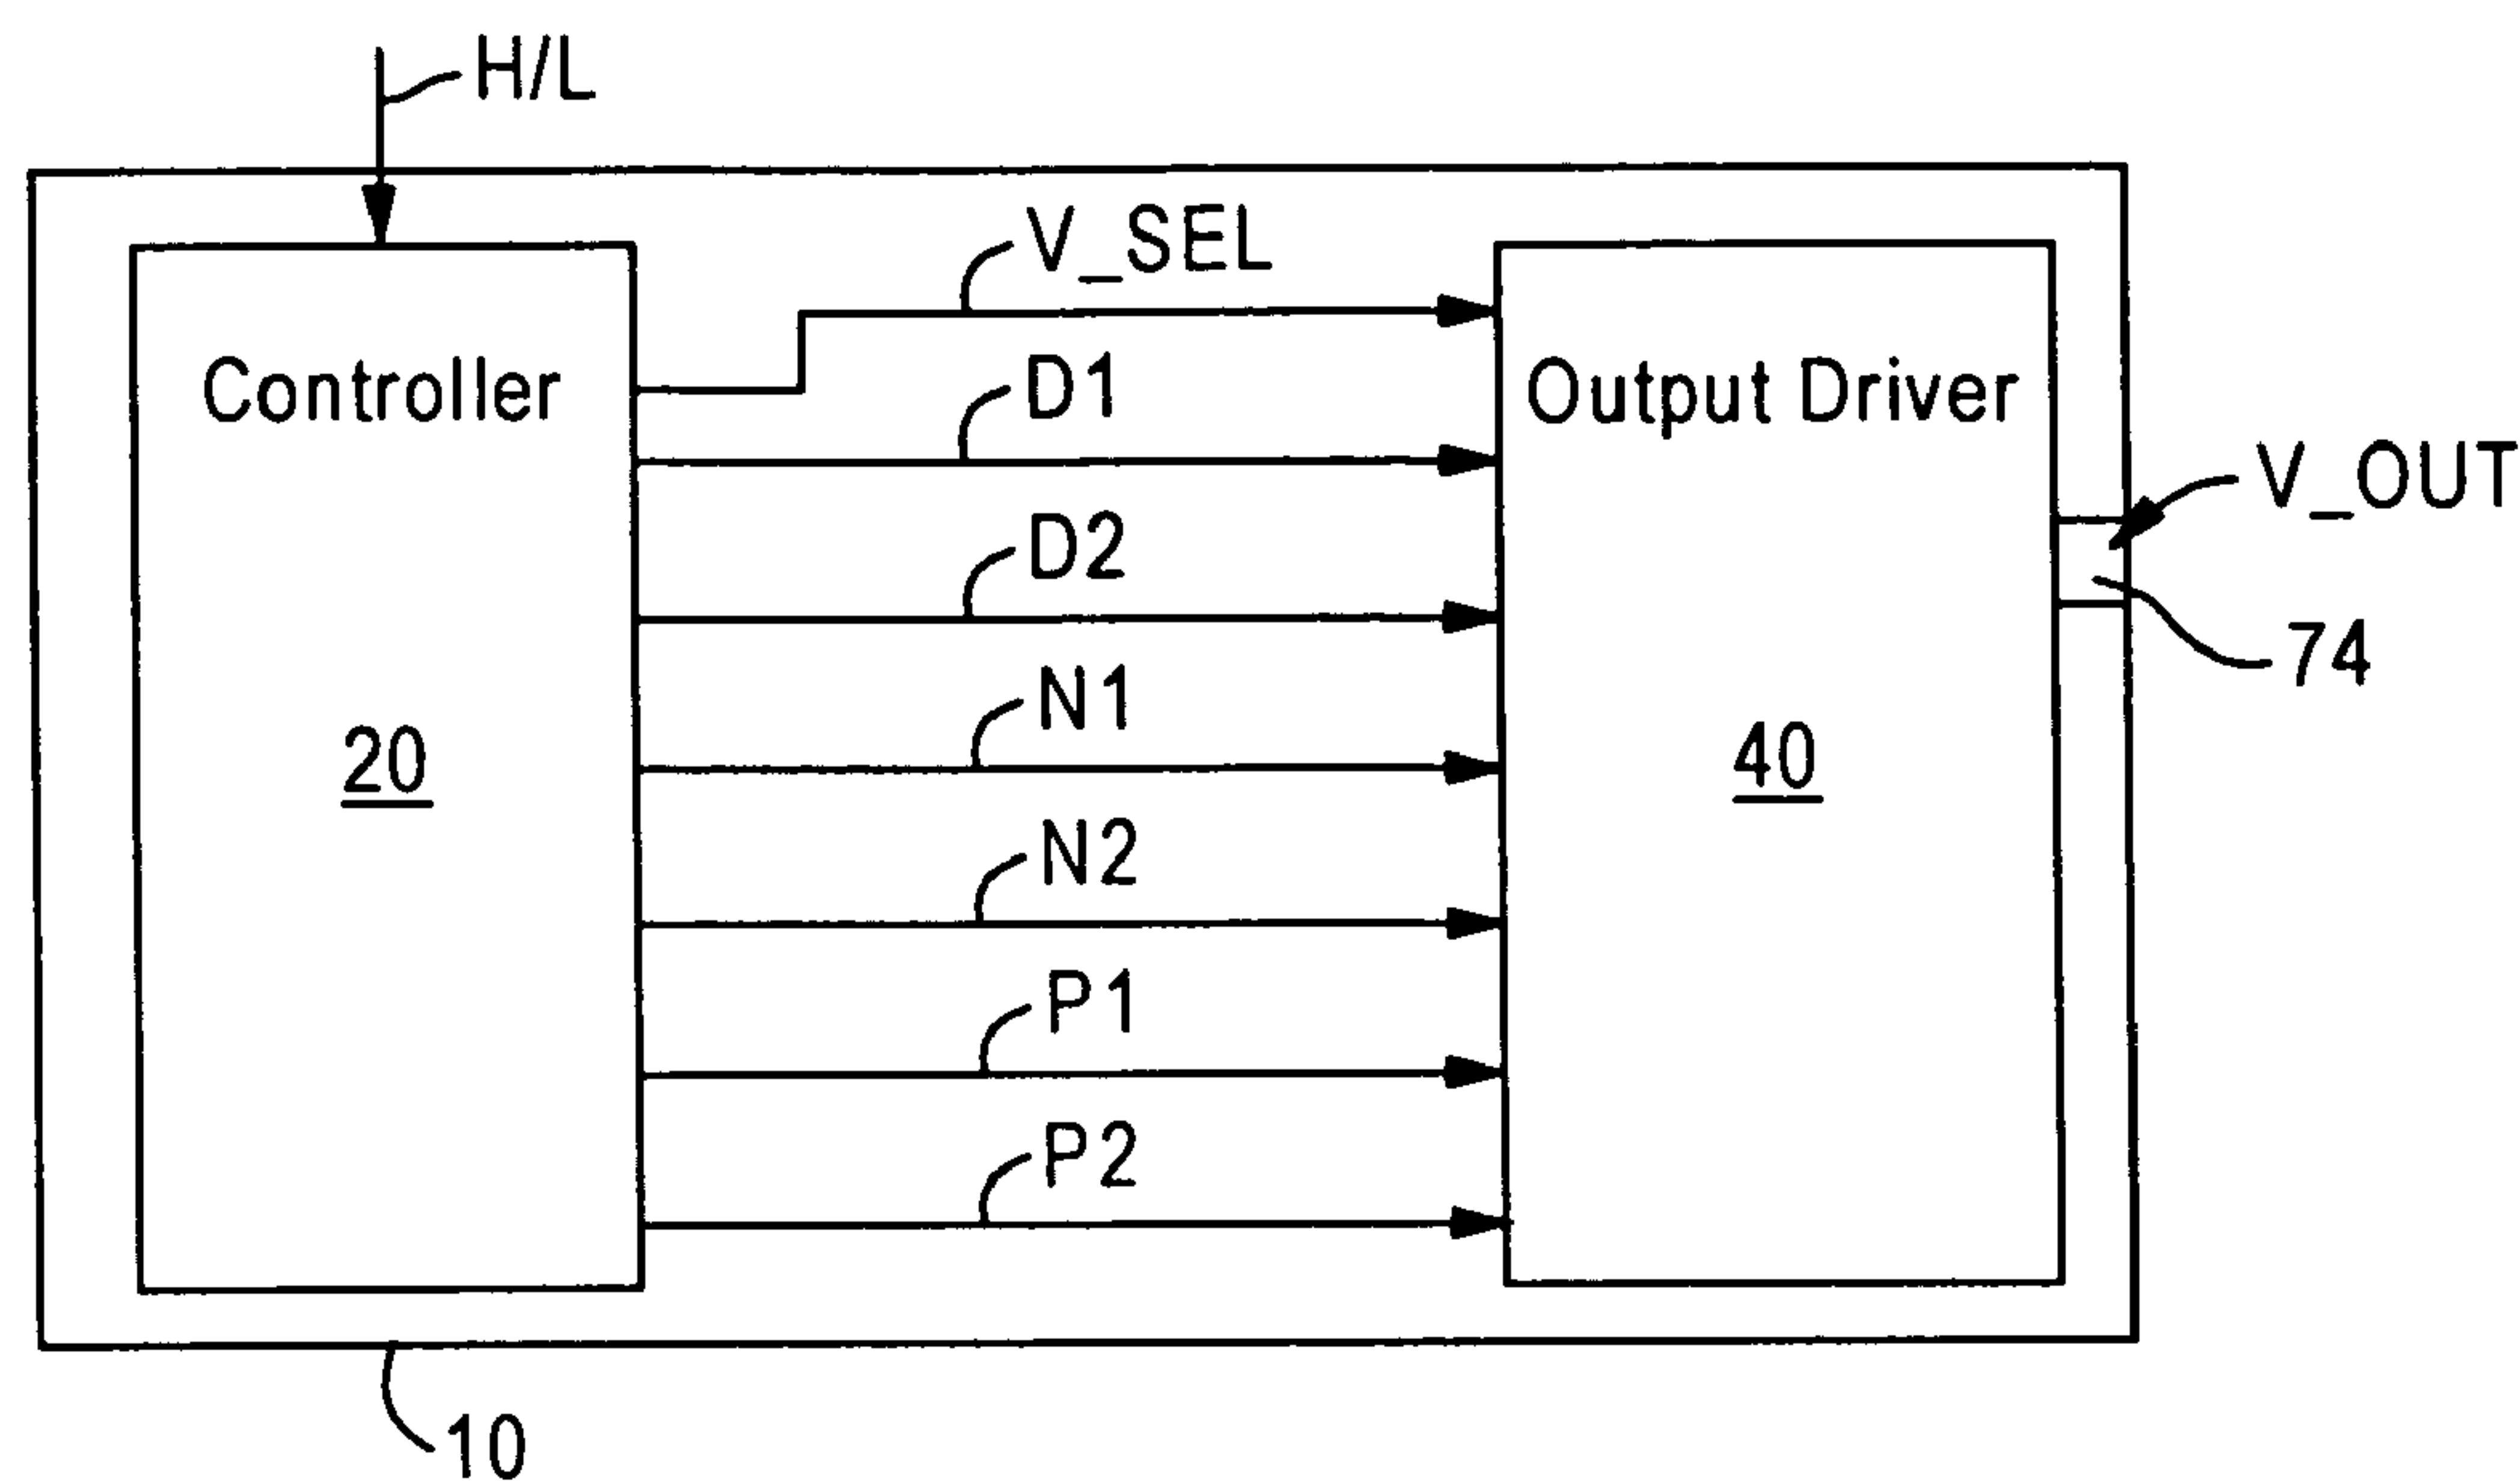 H/L
V_SEL
Controller
D1
Output Driver
V_OUT
D2
74
N1
20
40
N2
P1
P2
10